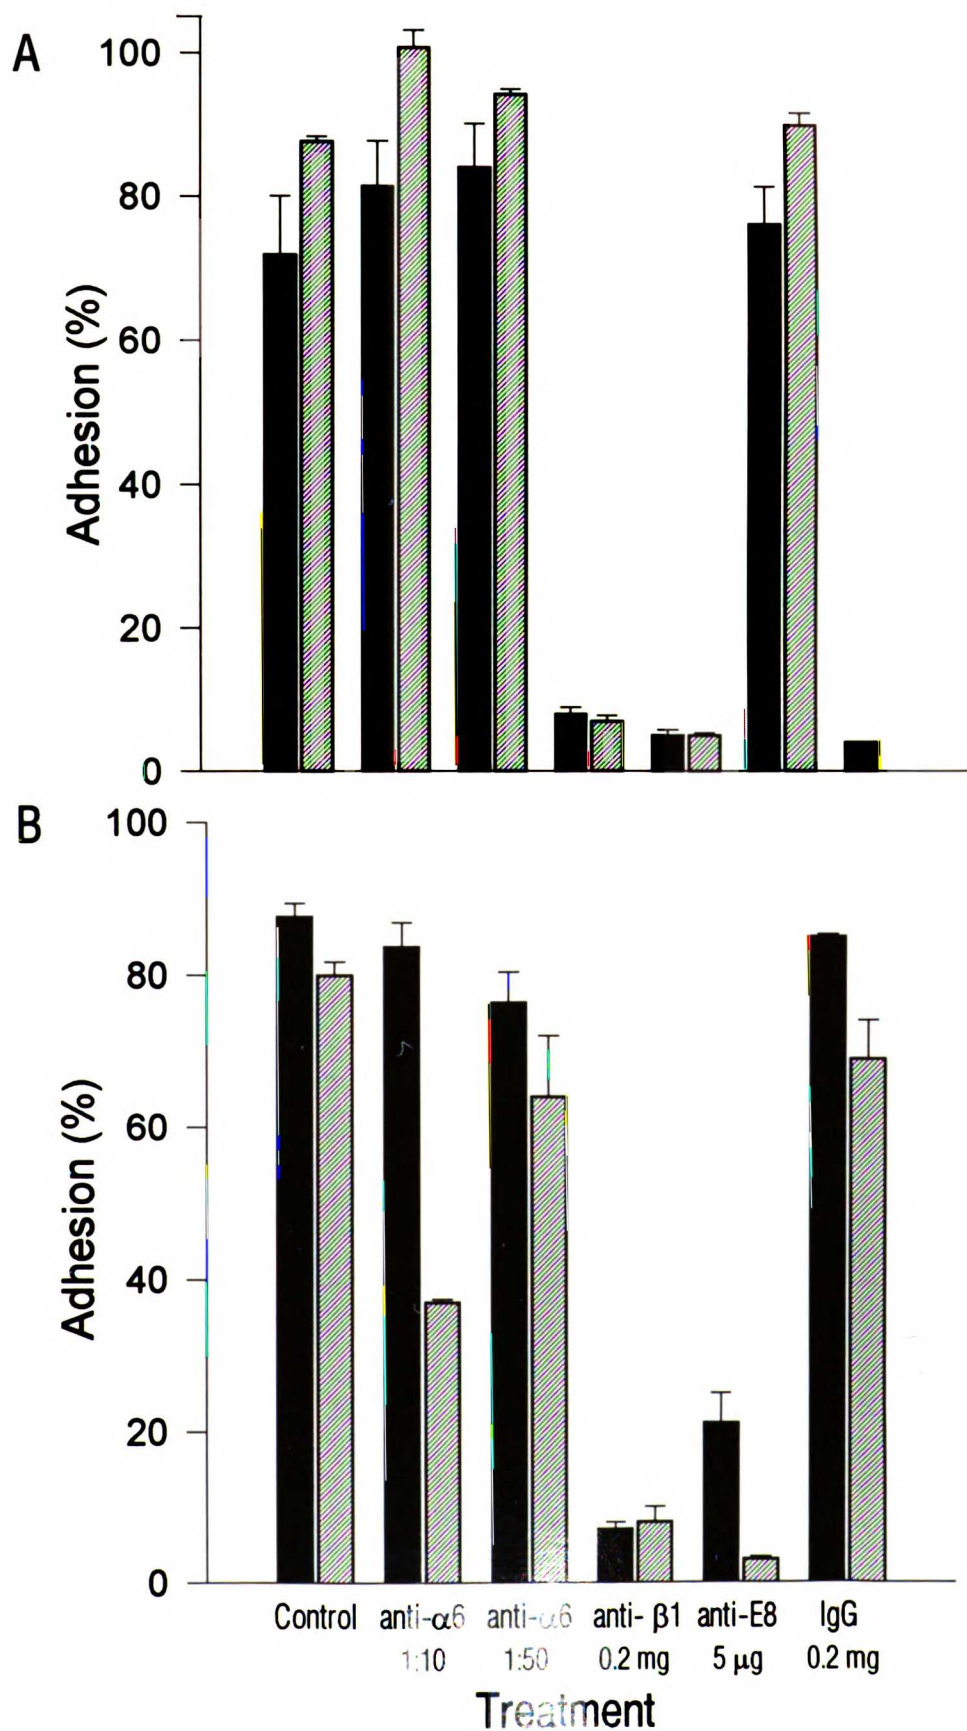 A
100
80
60
40
20
0
Adhesion (%)
B
100
80
60
40
20
0
Adhesion (%)
Control anti-α6 anti-α6 anti- β1 anti-E8 IgG
1:10 1:50 0.2 mg 5 μg 0.2 mg
Treatment